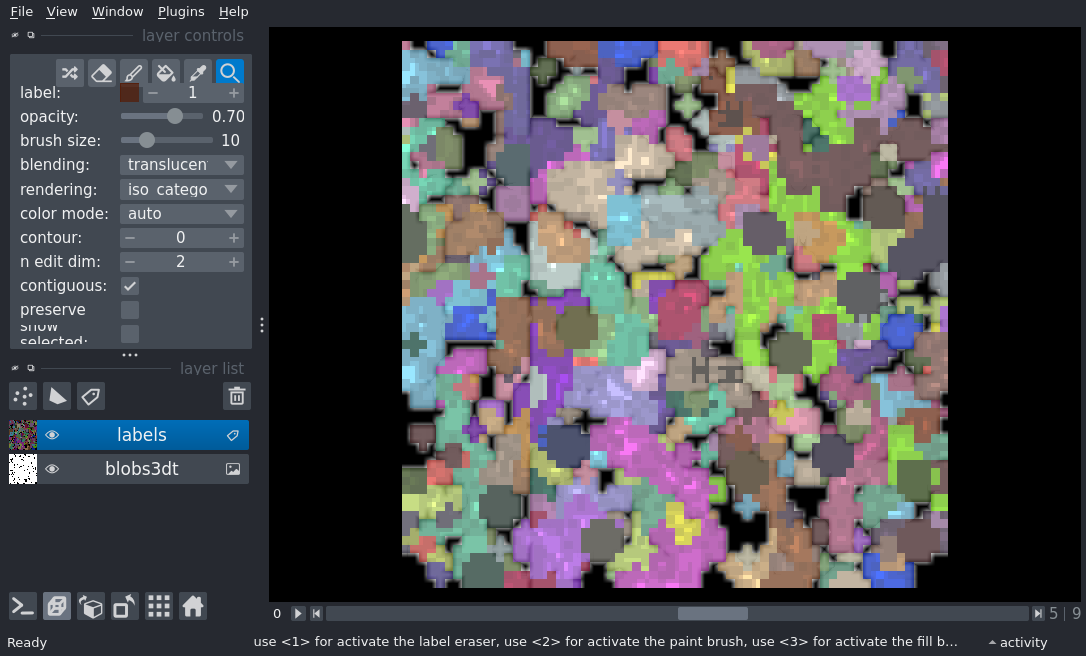 File View Window Plugins Help
layer controls
label: 1
opacity: 0.70
brush size: 10
blending: translucen
rendering: iso_catego
color mode: auto
contour: 0
n edit dim: 2
contiguous:
preserve
show
selected:
layer list
labels
blobs3dt
0 5 | 9
Ready use <1> for activate the label eraser, use <2> for activate the paint brush, use <3> for activate the fill b... activity